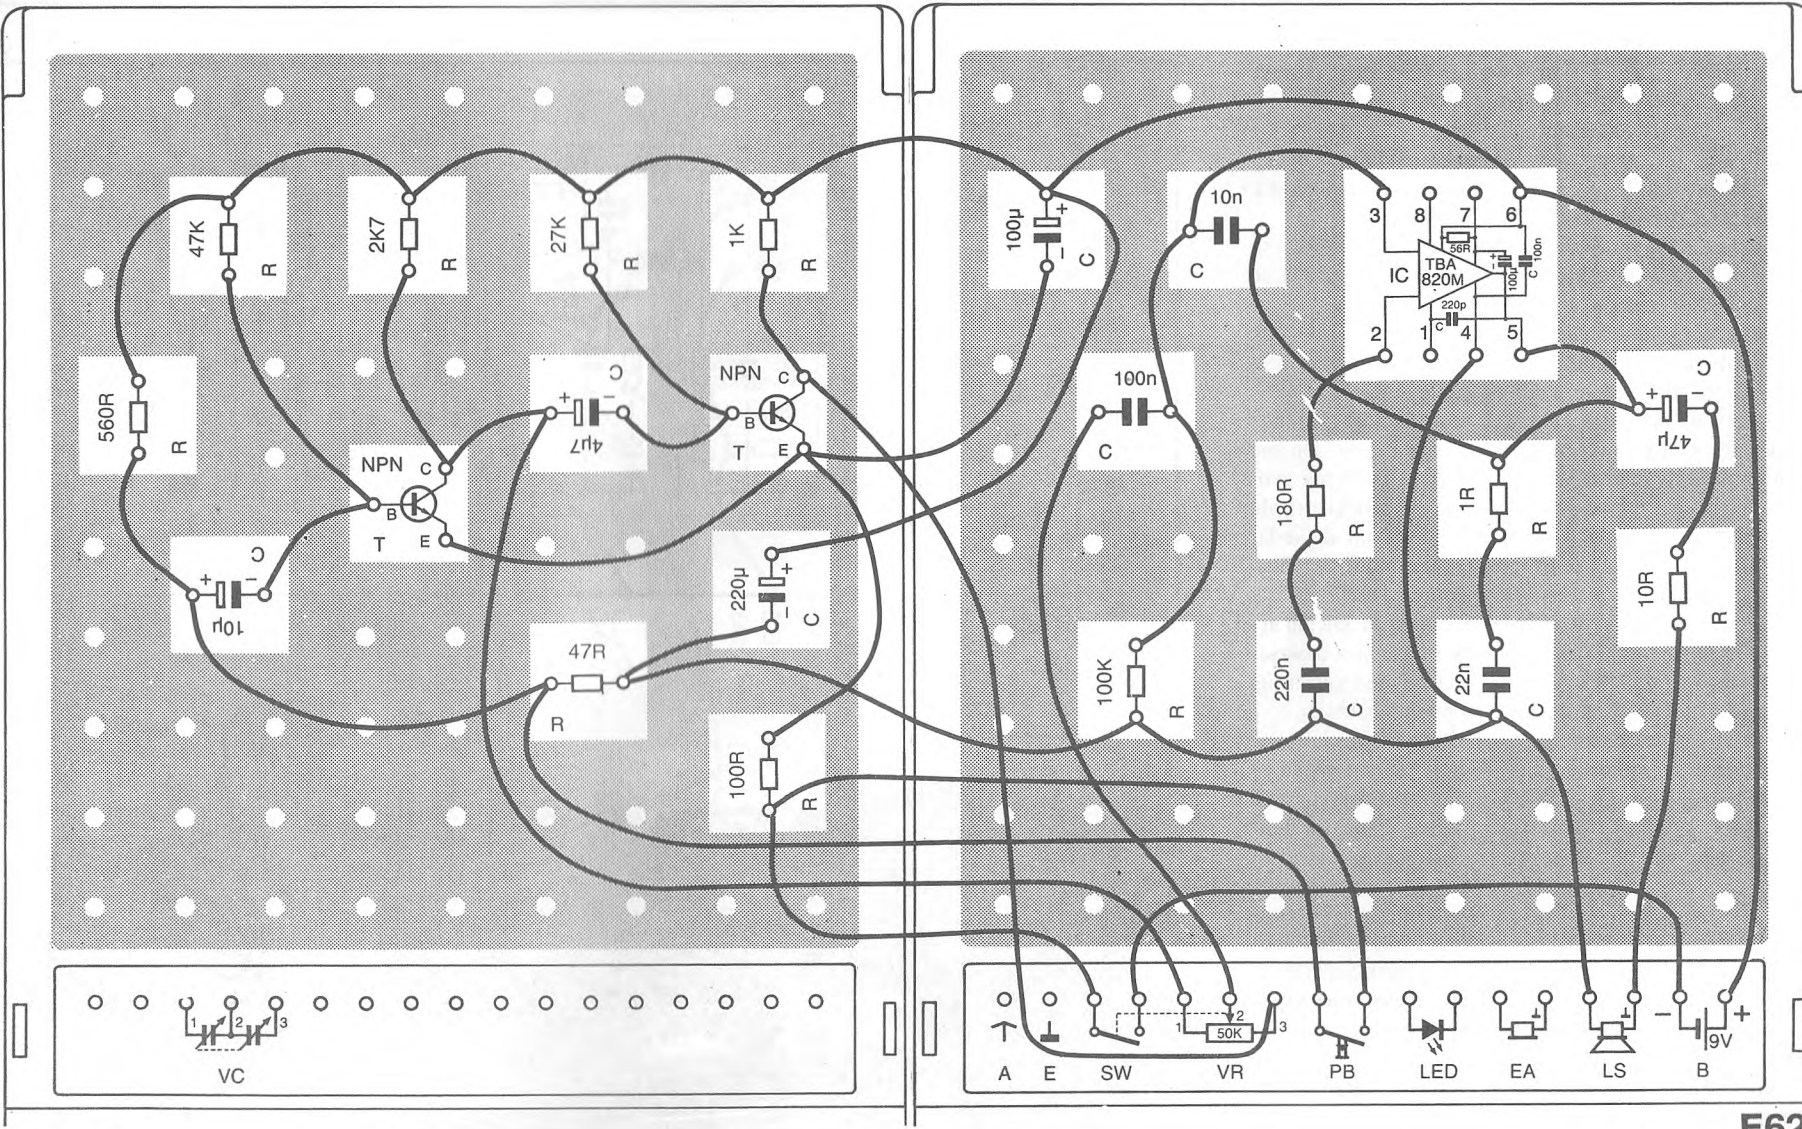 47K
R
2K7
R
27K
R
1K
R
100µ
+
−
C
10n
C
3
8
7
6
56R
IC
TBA
820M
+
−
100µ
C
100n
220p
C
2
1
4
5
560R
R
C
+
−
4µ7
NPN
C
B
T
E
100n
C
C
+
−
47µ
NPN
C
B
T
E
180R
R
1R
R
C
+
−
10µ
220µ
+
−
C
10R
R
47R
R
100K
R
220n
C
22n
C
100R
R
1
2
3
VC
1
2
3
50K
−
+
9V
A
E
SW
VR
PB
LED
EA
LS
B